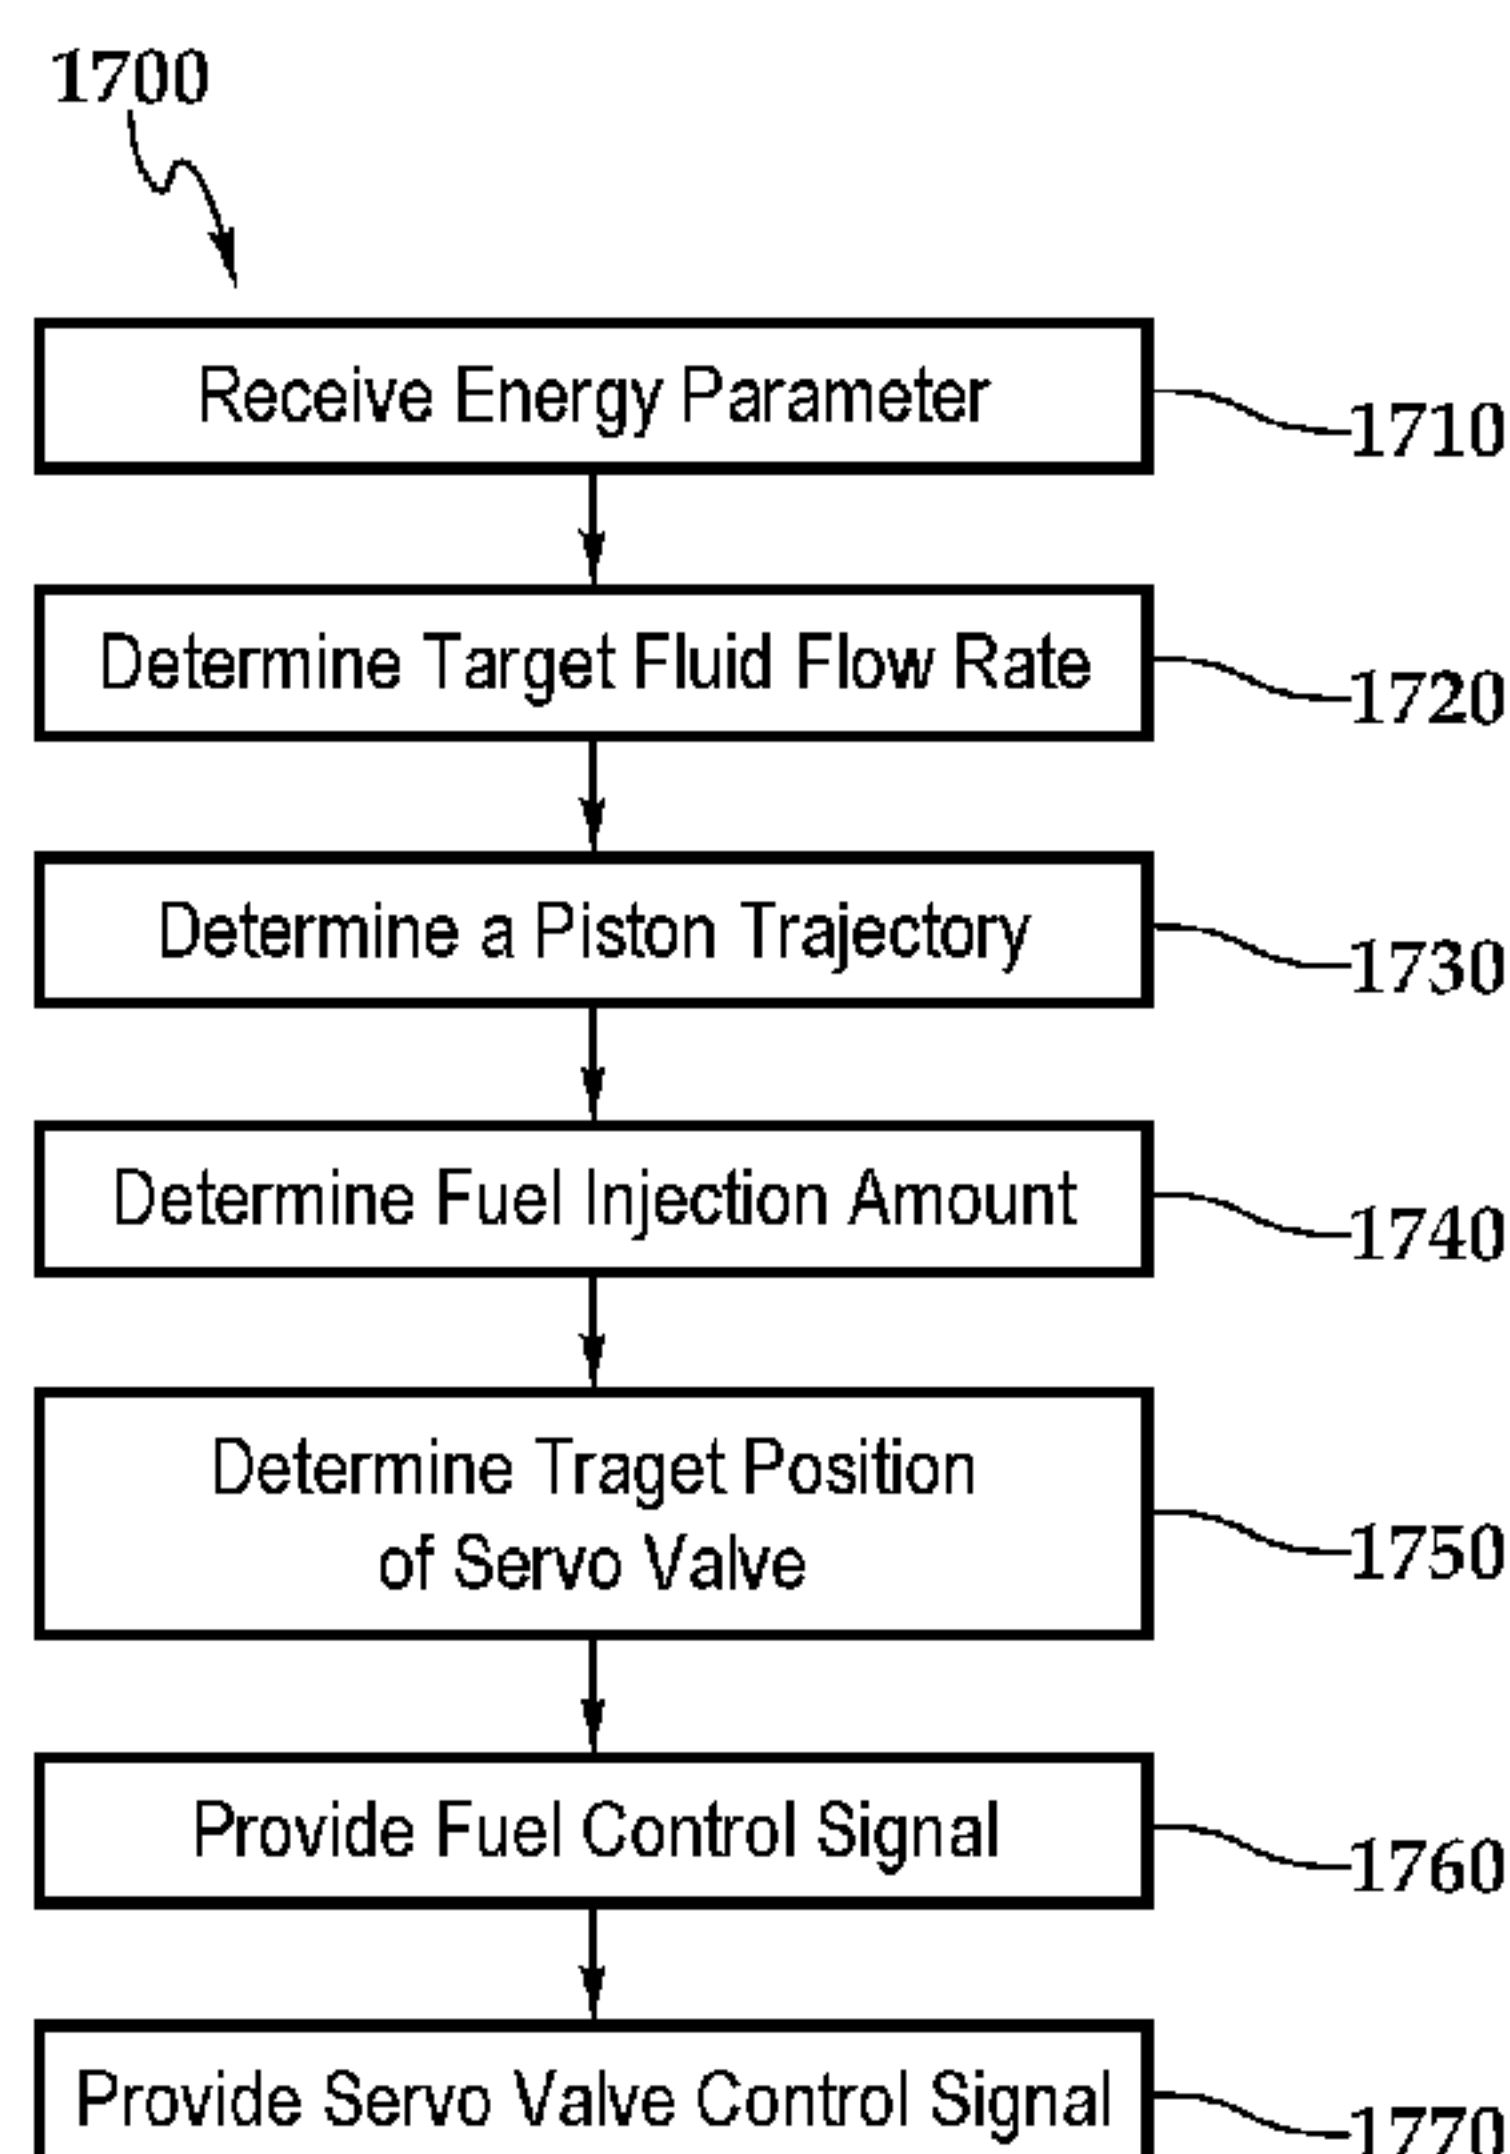 1700
Receive Energy Parameter
1710
Determine Target Fluid Flow Rate
1720
Determine a Piston Trajectory
1730
Determine Fuel Injection Amount
1740
Determine Traget Position
of Servo Valve
1750
Provide Fuel Control Signal
1760
Provide Servo Valve Control Signal
1770